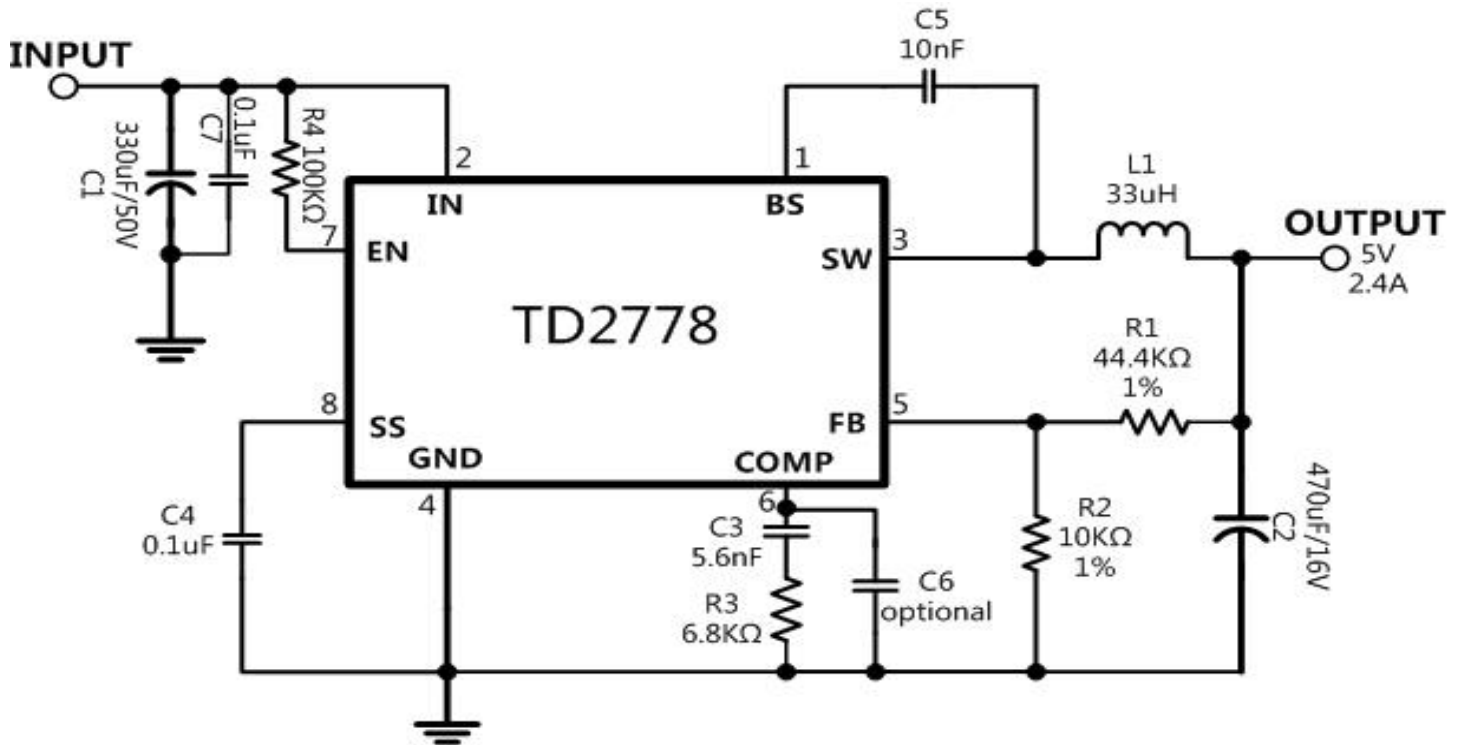 INPUT
330uF/50V
C1
0.1uF
C7
R4 100KΩ
C5
10nF
2
1
IN
BS
7
EN
3
SW
L1
33uH
OUTPUT
5V
2.4A
TD2778
R1
44.4KΩ
1%
8
SS
5
FB
GND
COMP
4
6
C4
0.1uF
C3
5.6nF
R3
6.8KΩ
C6
optional
R2
10KΩ
1%
470uF/16V
C2